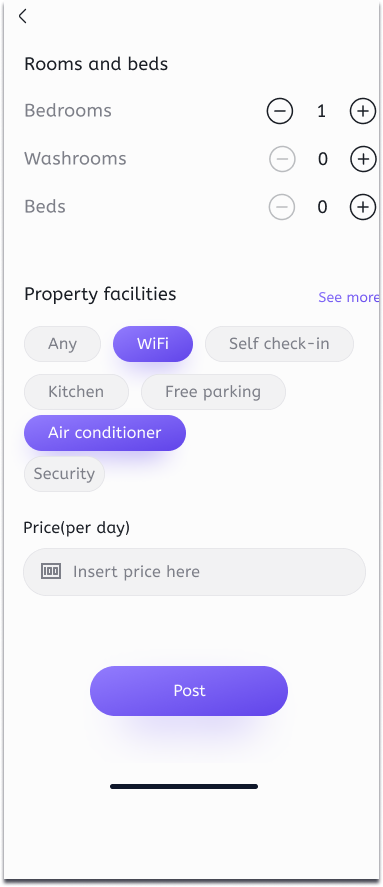 Rooms and beds
Bedrooms 1
Washrooms 0
Beds 0
Property facilities See more
Any WiFi Self check-in
Kitchen Free parking
Air conditioner
Security
Price(per day)
100 Insert price here
Post